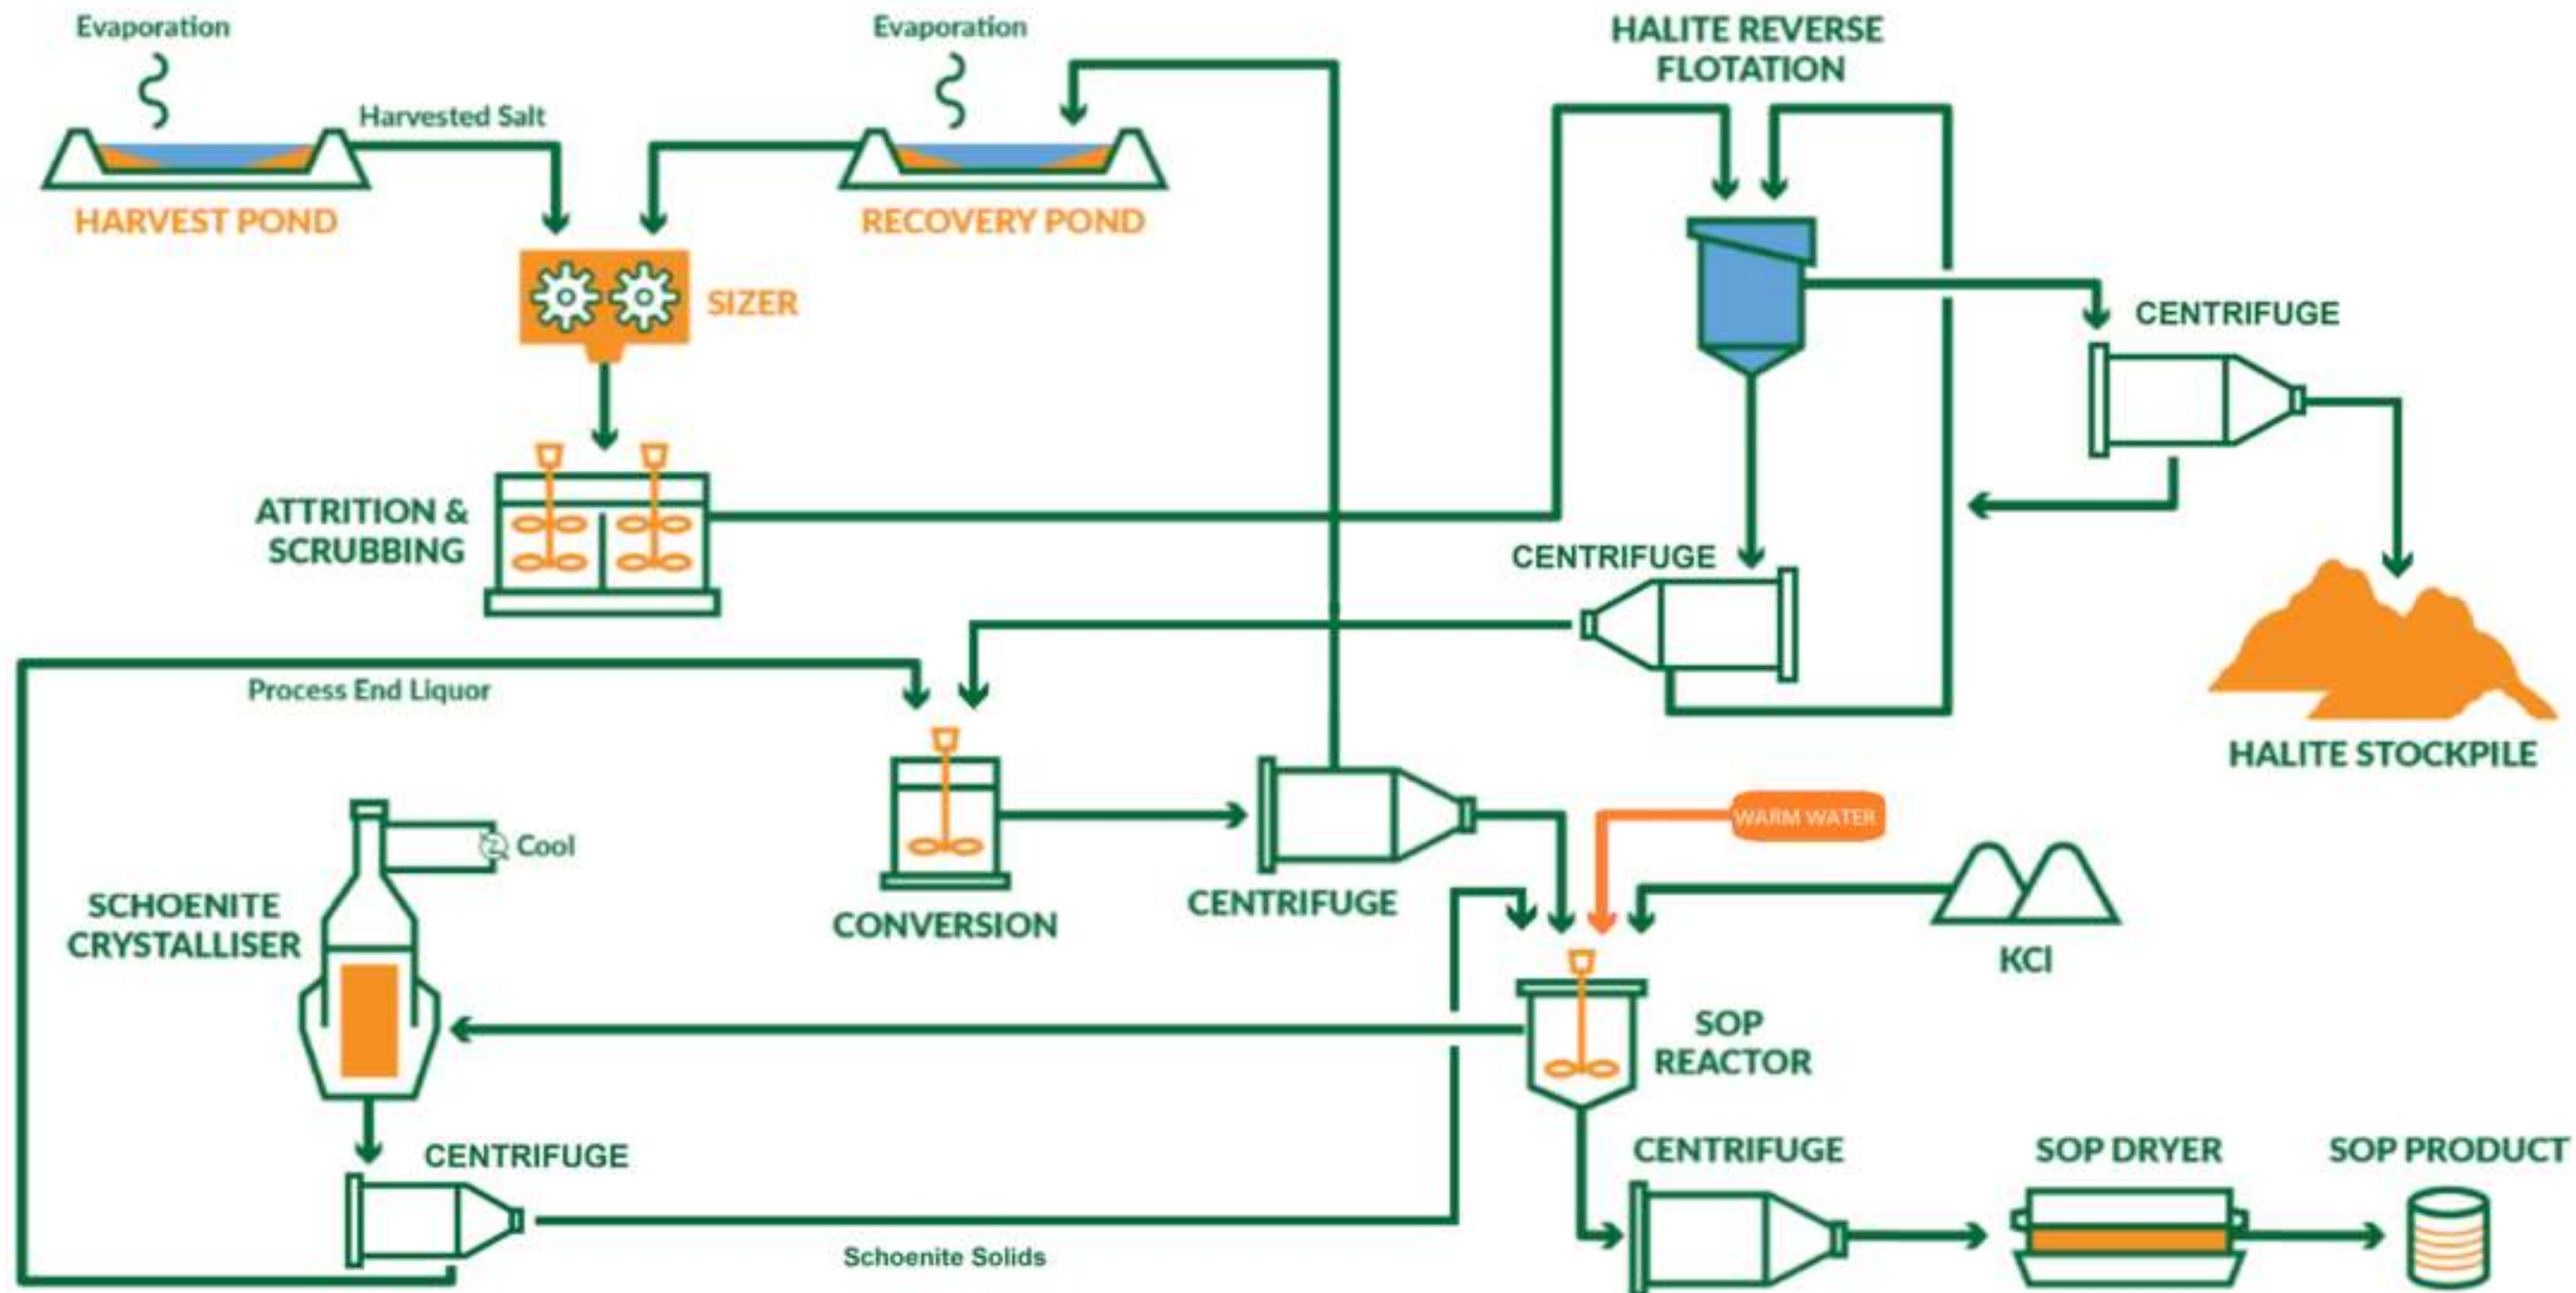 Evaporation
Evaporation
HALITE REVERSE
FLOTATION
Harvested Salt
HARVEST POND
RECOVERY POND
SIZER
CENTRIFUGE
ATTRITION &
SCRUBBING
CENTRIFUGE
Process End Liquor
HALITE STOCKPILE
WARM WATER
Cool
SCHOENITE
CRYSTALLISER
CONVERSION
CENTRIFUGE
KCl
SOP
REACTOR
CENTRIFUGE
CENTRIFUGE
SOP DRYER
SOP PRODUCT
Schoenite Solids